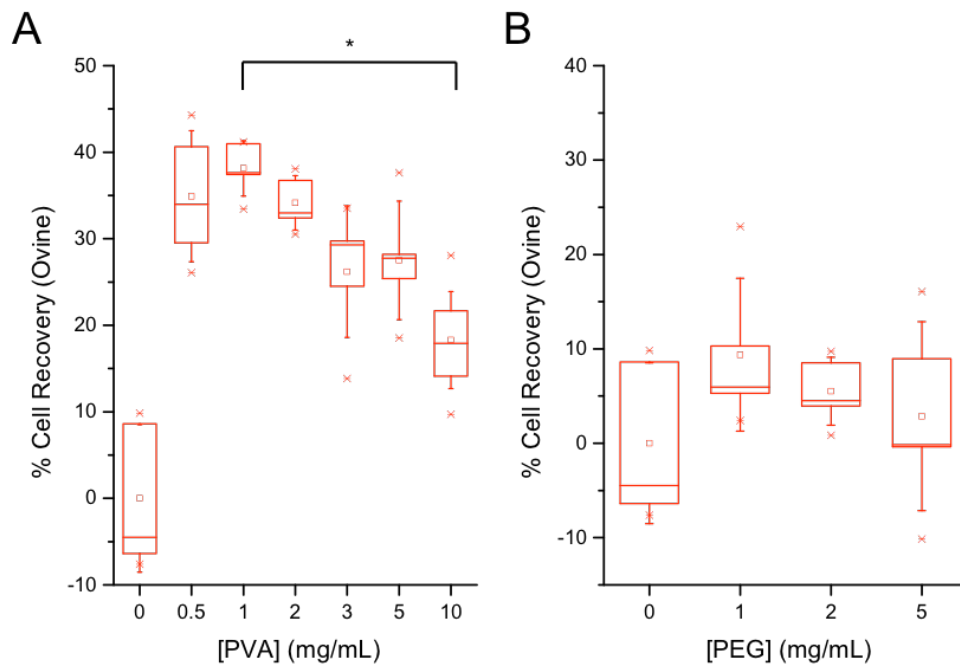 A
*
% Cell Recovery (Ovine)
50
40
30
20
10
0
-10
0 0.5 1 2 3 5 10
[PVA] (mg/mL)
B
% Cell Recovery (Ovine)
40
30
20
10
0
-10
0 1 2 5
[PEG] (mg/mL)